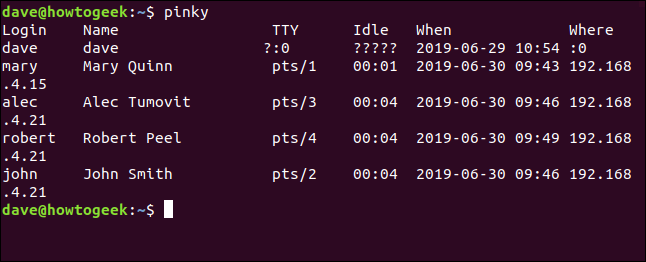 dave@howtogeek:~$ pinky
Login    Name                 TTY      Idle   When             Where
dave     dave                ?:0       ?????  2019-06-29 10:54 :0
mary     Mary Quinn           pts/1    00:01  2019-06-30 09:43 192.168
.4.15
alec     Alec Tumovit         pts/3    00:04  2019-06-30 09:46 192.168
.4.21
robert   Robert Peel          pts/4    00:04  2019-06-30 09:49 192.168
.4.21
john     John Smith           pts/2    00:04  2019-06-30 09:46 192.168
.4.21
dave@howtogeek:~$